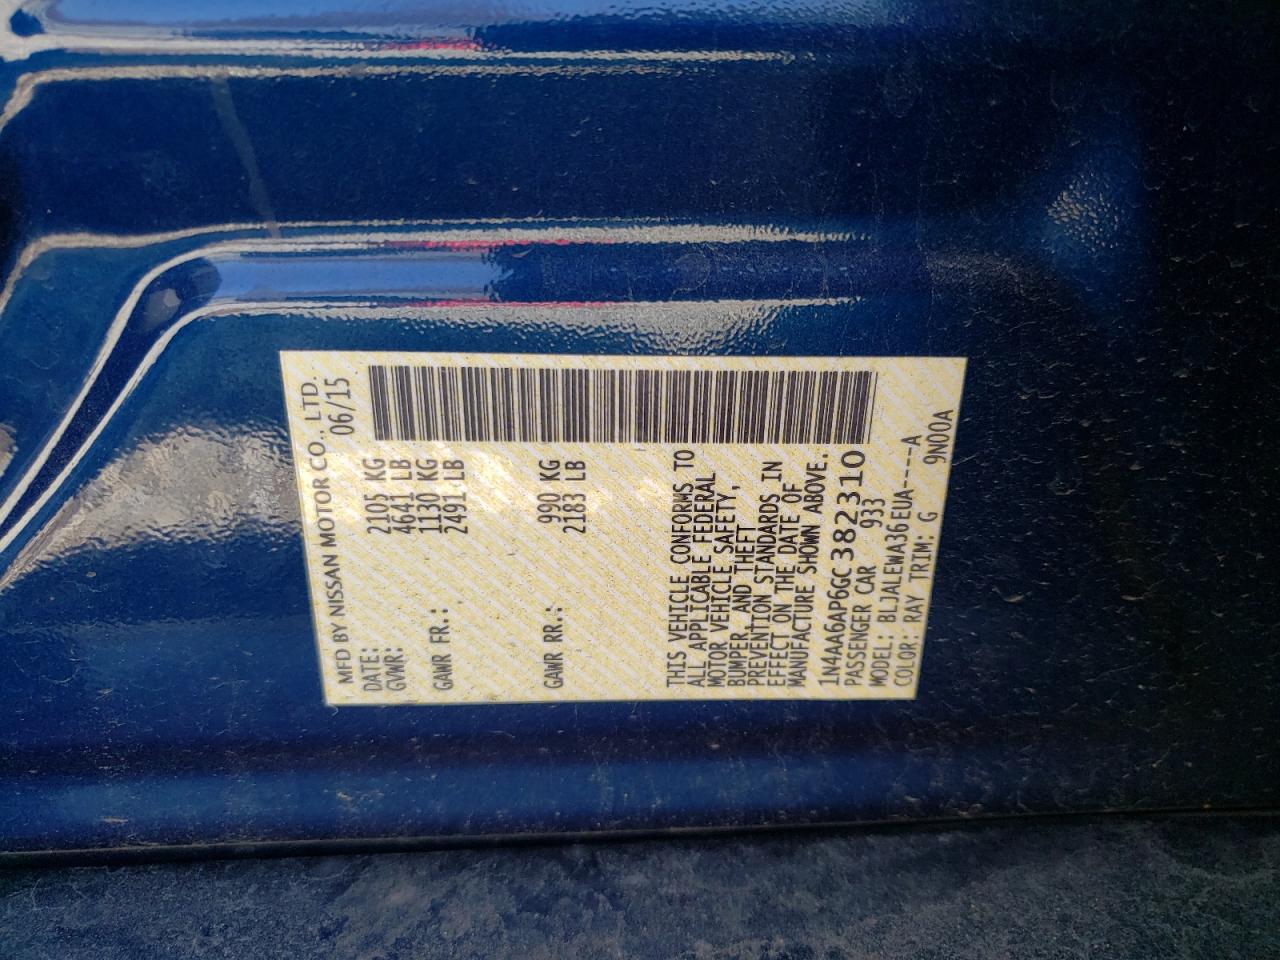 MFD BY NISSAN MOTOR CO., LTD.
DATE: 06/15
GVWR: 2105 KG
4641 LB
GAWR FR.: 1130 KG
2491 LB
GAWR RR.: 990 KG
2183 LB
THIS VEHICLE CONFORMS TO
ALL APPLICABLE FEDERAL
MOTOR VEHICLE SAFETY,
BUMPER, AND THEFT
PREVENTION STANDARDS IN
EFFECT ON THE DATE OF
MANUFACTURE SHOWN ABOVE.
1N4AA6AP6GC382310
PASSENGER CAR 933
MODEL: BLJALEWA36EUA----A
COLOR: RAY TRIM: G 9N00A